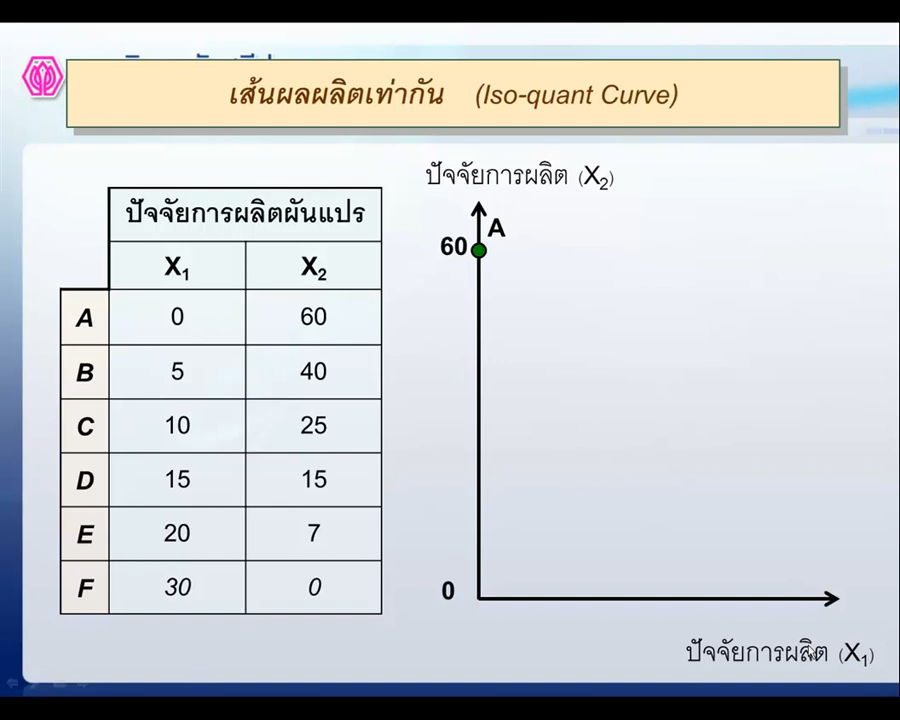 เส้นผลผลิตเท่ากัน (Iso-quant Curve)
ปัจจัยการผลิตผันแปร
X1 X2
A 0 60
B 5 40
C 10 25
D 15 15
E 20 7
F 30 0
ปัจจัยการผลิต (X2)
A
60
0
ปัจจัยการผลิต (X1)